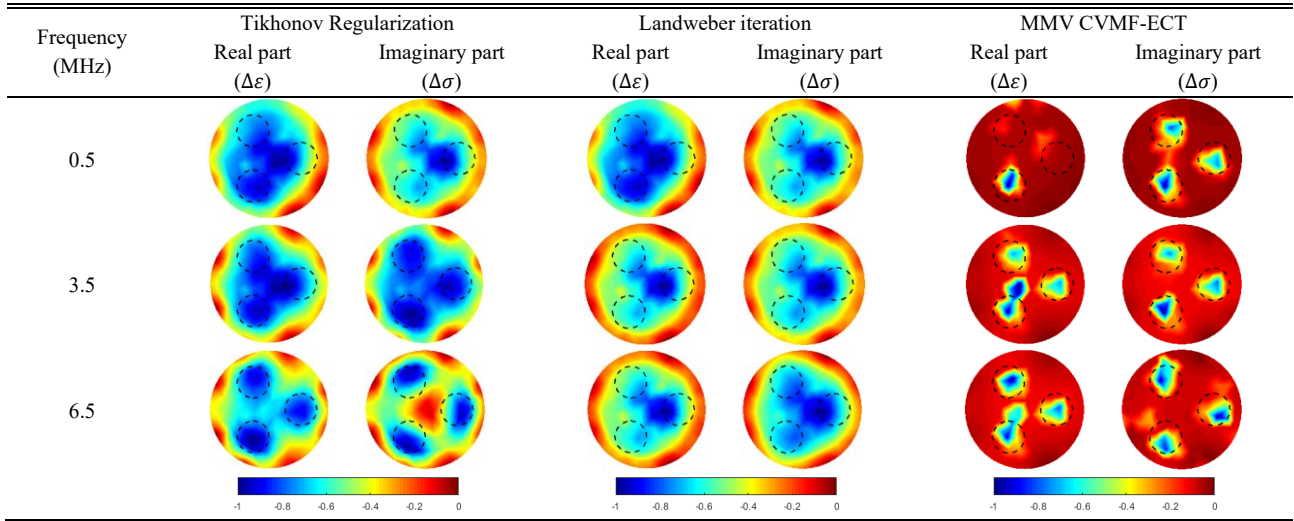 Frequency (MHz)
Tikhonov Regularization
Landweber iteration
MMV CVMF-ECT
Real part (Δε)
Imaginary part (Δσ)
Real part (Δε)
Imaginary part (Δσ)
Real part (Δε)
Imaginary part (Δσ)
0.5
3.5
6.5
-1 -0.8 -0.6 -0.4 -0.2 0
-1 -0.8 -0.6 -0.4 -0.2 0
-1 -0.8 -0.6 -0.4 -0.2 0